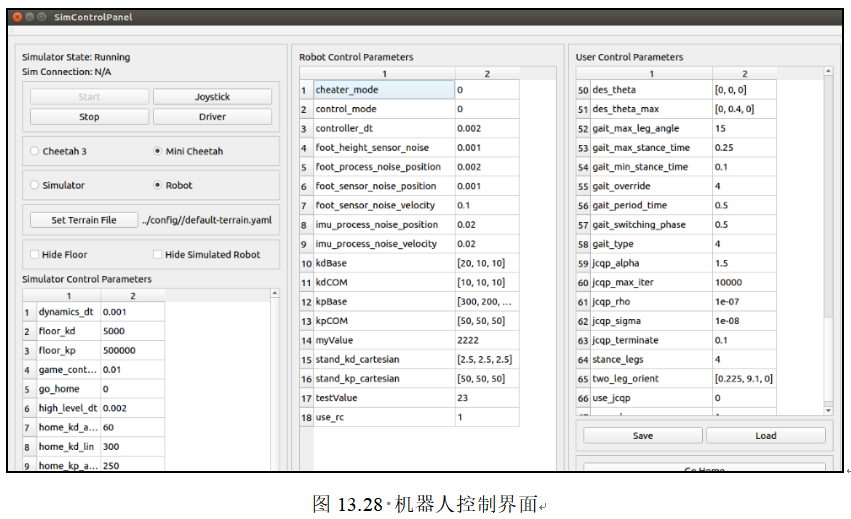 SimControlPanel
Simulator State: Running
Sim Connection: N/A
Start Joystick
Stop Driver
Cheetah 3 Mini Cheetah
Simulator Robot
Set Terrain File ../config//default-terrain.yaml
Hide Floor Hide Simulated Robot
Simulator Control Parameters
1 2
1 dynamics_dt 0.001
2 floor_kd 5000
3 floor_kp 500000
4 game_cont... 0.01
5 go_home 0
6 high_level_dt 0.002
7 home_kd_a... 60
8 home_kd_lin 300
9 home_kp_a... 250
Robot Control Parameters
1 2
1 cheater_mode 0
2 control_mode 0
3 controller_dt 0.002
4 foot_height_sensor_noise 0.001
5 foot_process_noise_position 0.002
6 foot_sensor_noise_position 0.001
7 foot_sensor_noise_velocity 0.1
8 imu_process_noise_position 0.02
9 imu_process_noise_velocity 0.02
10 kdBase [20, 10, 10]
11 kdCOM [10, 10, 10]
12 kpBase [300, 200, ...
13 kpCOM [50, 50, 50]
14 myValue 2222
15 stand_kd_cartesian [2.5, 2.5, 2.5]
16 stand_kp_cartesian [50, 50, 50]
17 testValue 23
18 use_rc 1
User Control Parameters
1 2
50 des_theta [0, 0, 0]
51 des_theta_max [0, 0.4, 0]
52 gait_max_leg_angle 15
53 gait_max_stance_time 0.25
54 gait_min_stance_time 0.1
55 gait_override 4
56 gait_period_time 0.5
57 gait_switching_phase 0.5
58 gait_type 4
59 jcqp_alpha 1.5
60 jcqp_max_iter 10000
61 jcqp_rho 1e-07
62 jcqp_sigma 1e-08
63 jcqp_terminate 0.1
64 stance_legs 4
65 two_leg_orient [0.225, 9.1, 0]
66 use_jcqp 0
Save Load
Go Home
图 13.28·机器人控制界面